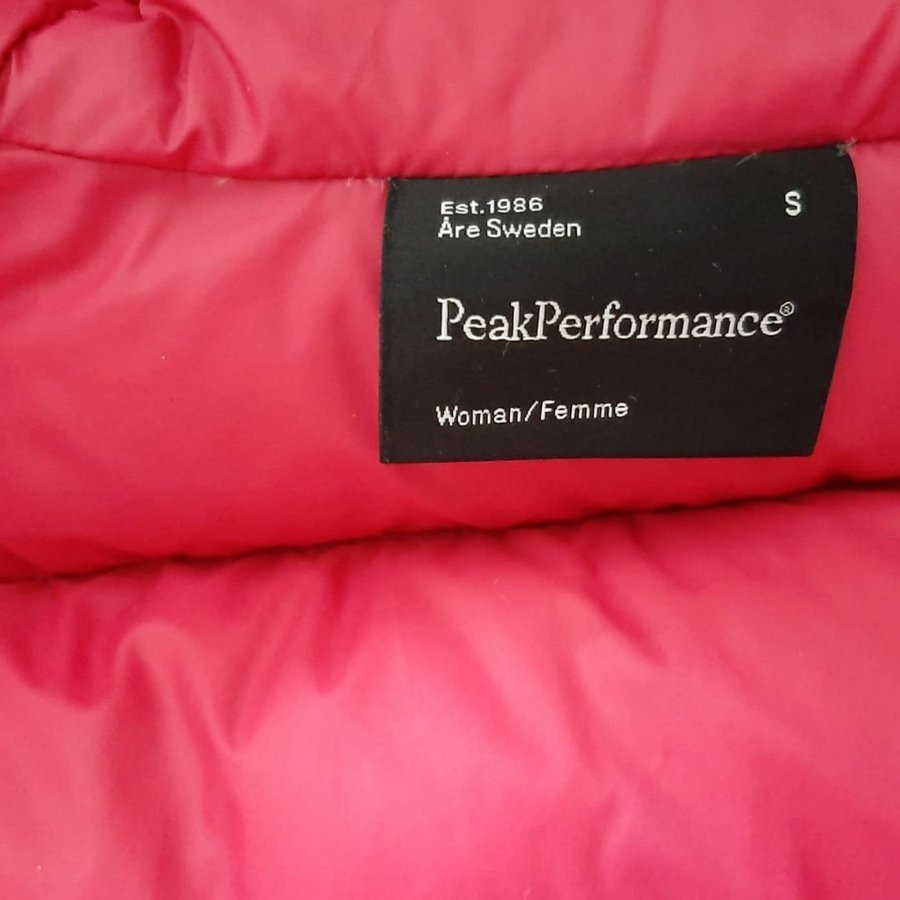 Est.1986
Åre Sweden
S
PeakPerformance®
Woman/Femme